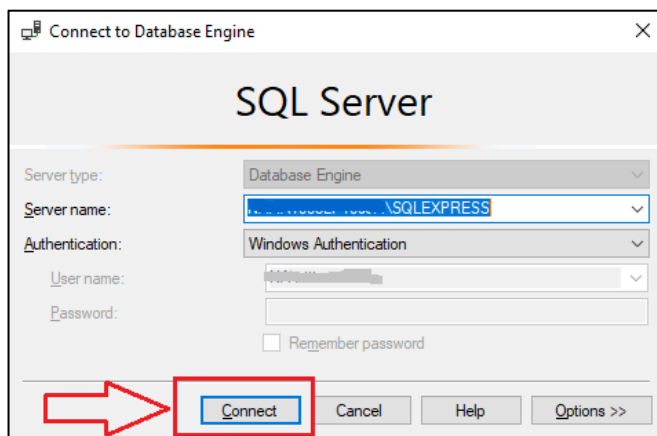 Connect to Database Engine
SQL Server
Server type: Database Engine
Server name: \SQLEXPRESS
Authentication: Windows Authentication
User name:
Password:
Remember password
Connect Cancel Help Options >>